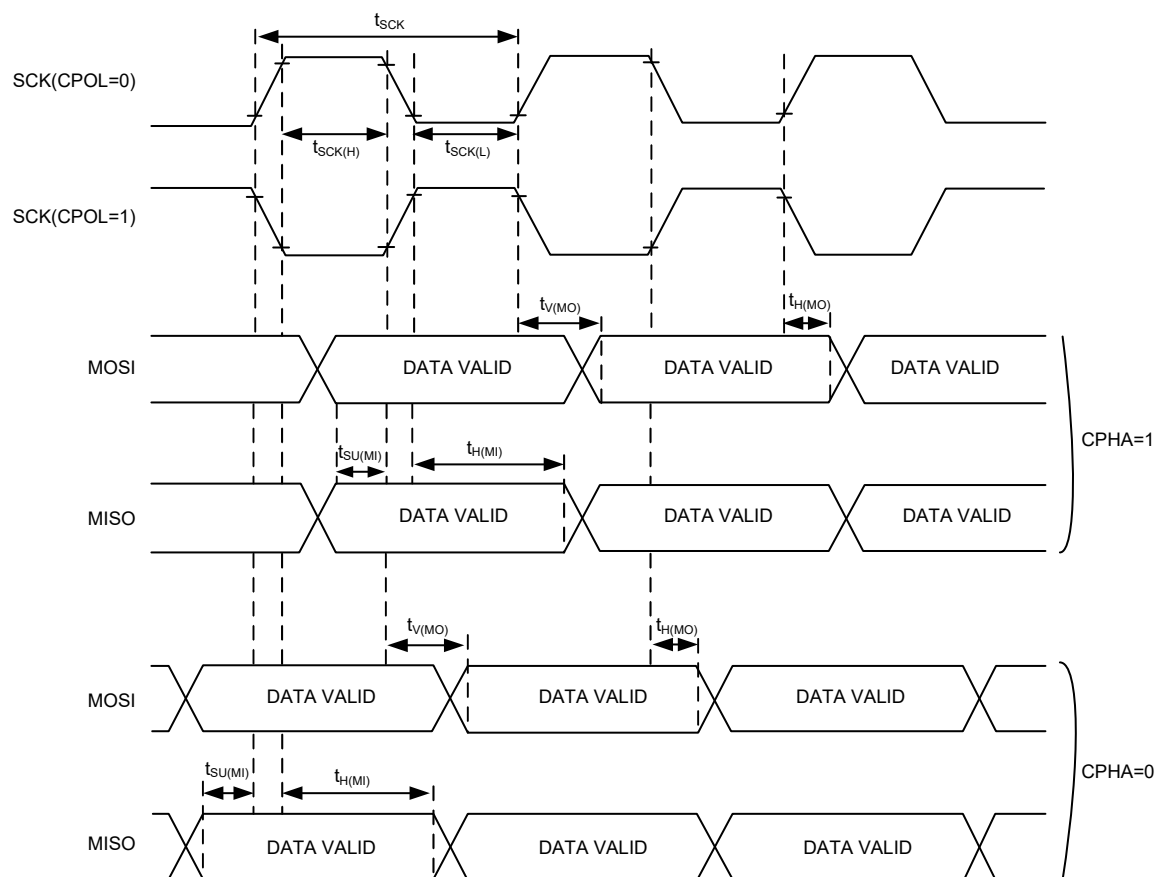 tSCK
SCK(CPOL=0)
tSCK(H)
tSCK(L)
SCK(CPOL=1)
tV(MO)
tH(MO)
MOSI
DATA VALID
DATA VALID
DATA VALID
CPHA=1
tSU(MI)
tH(MI)
MISO
DATA VALID
DATA VALID
DATA VALID
tV(MO)
tH(MO)
MOSI
DATA VALID
DATA VALID
DATA VALID
CPHA=0
tSU(MI)
tH(MI)
MISO
DATA VALID
DATA VALID
DATA VALID